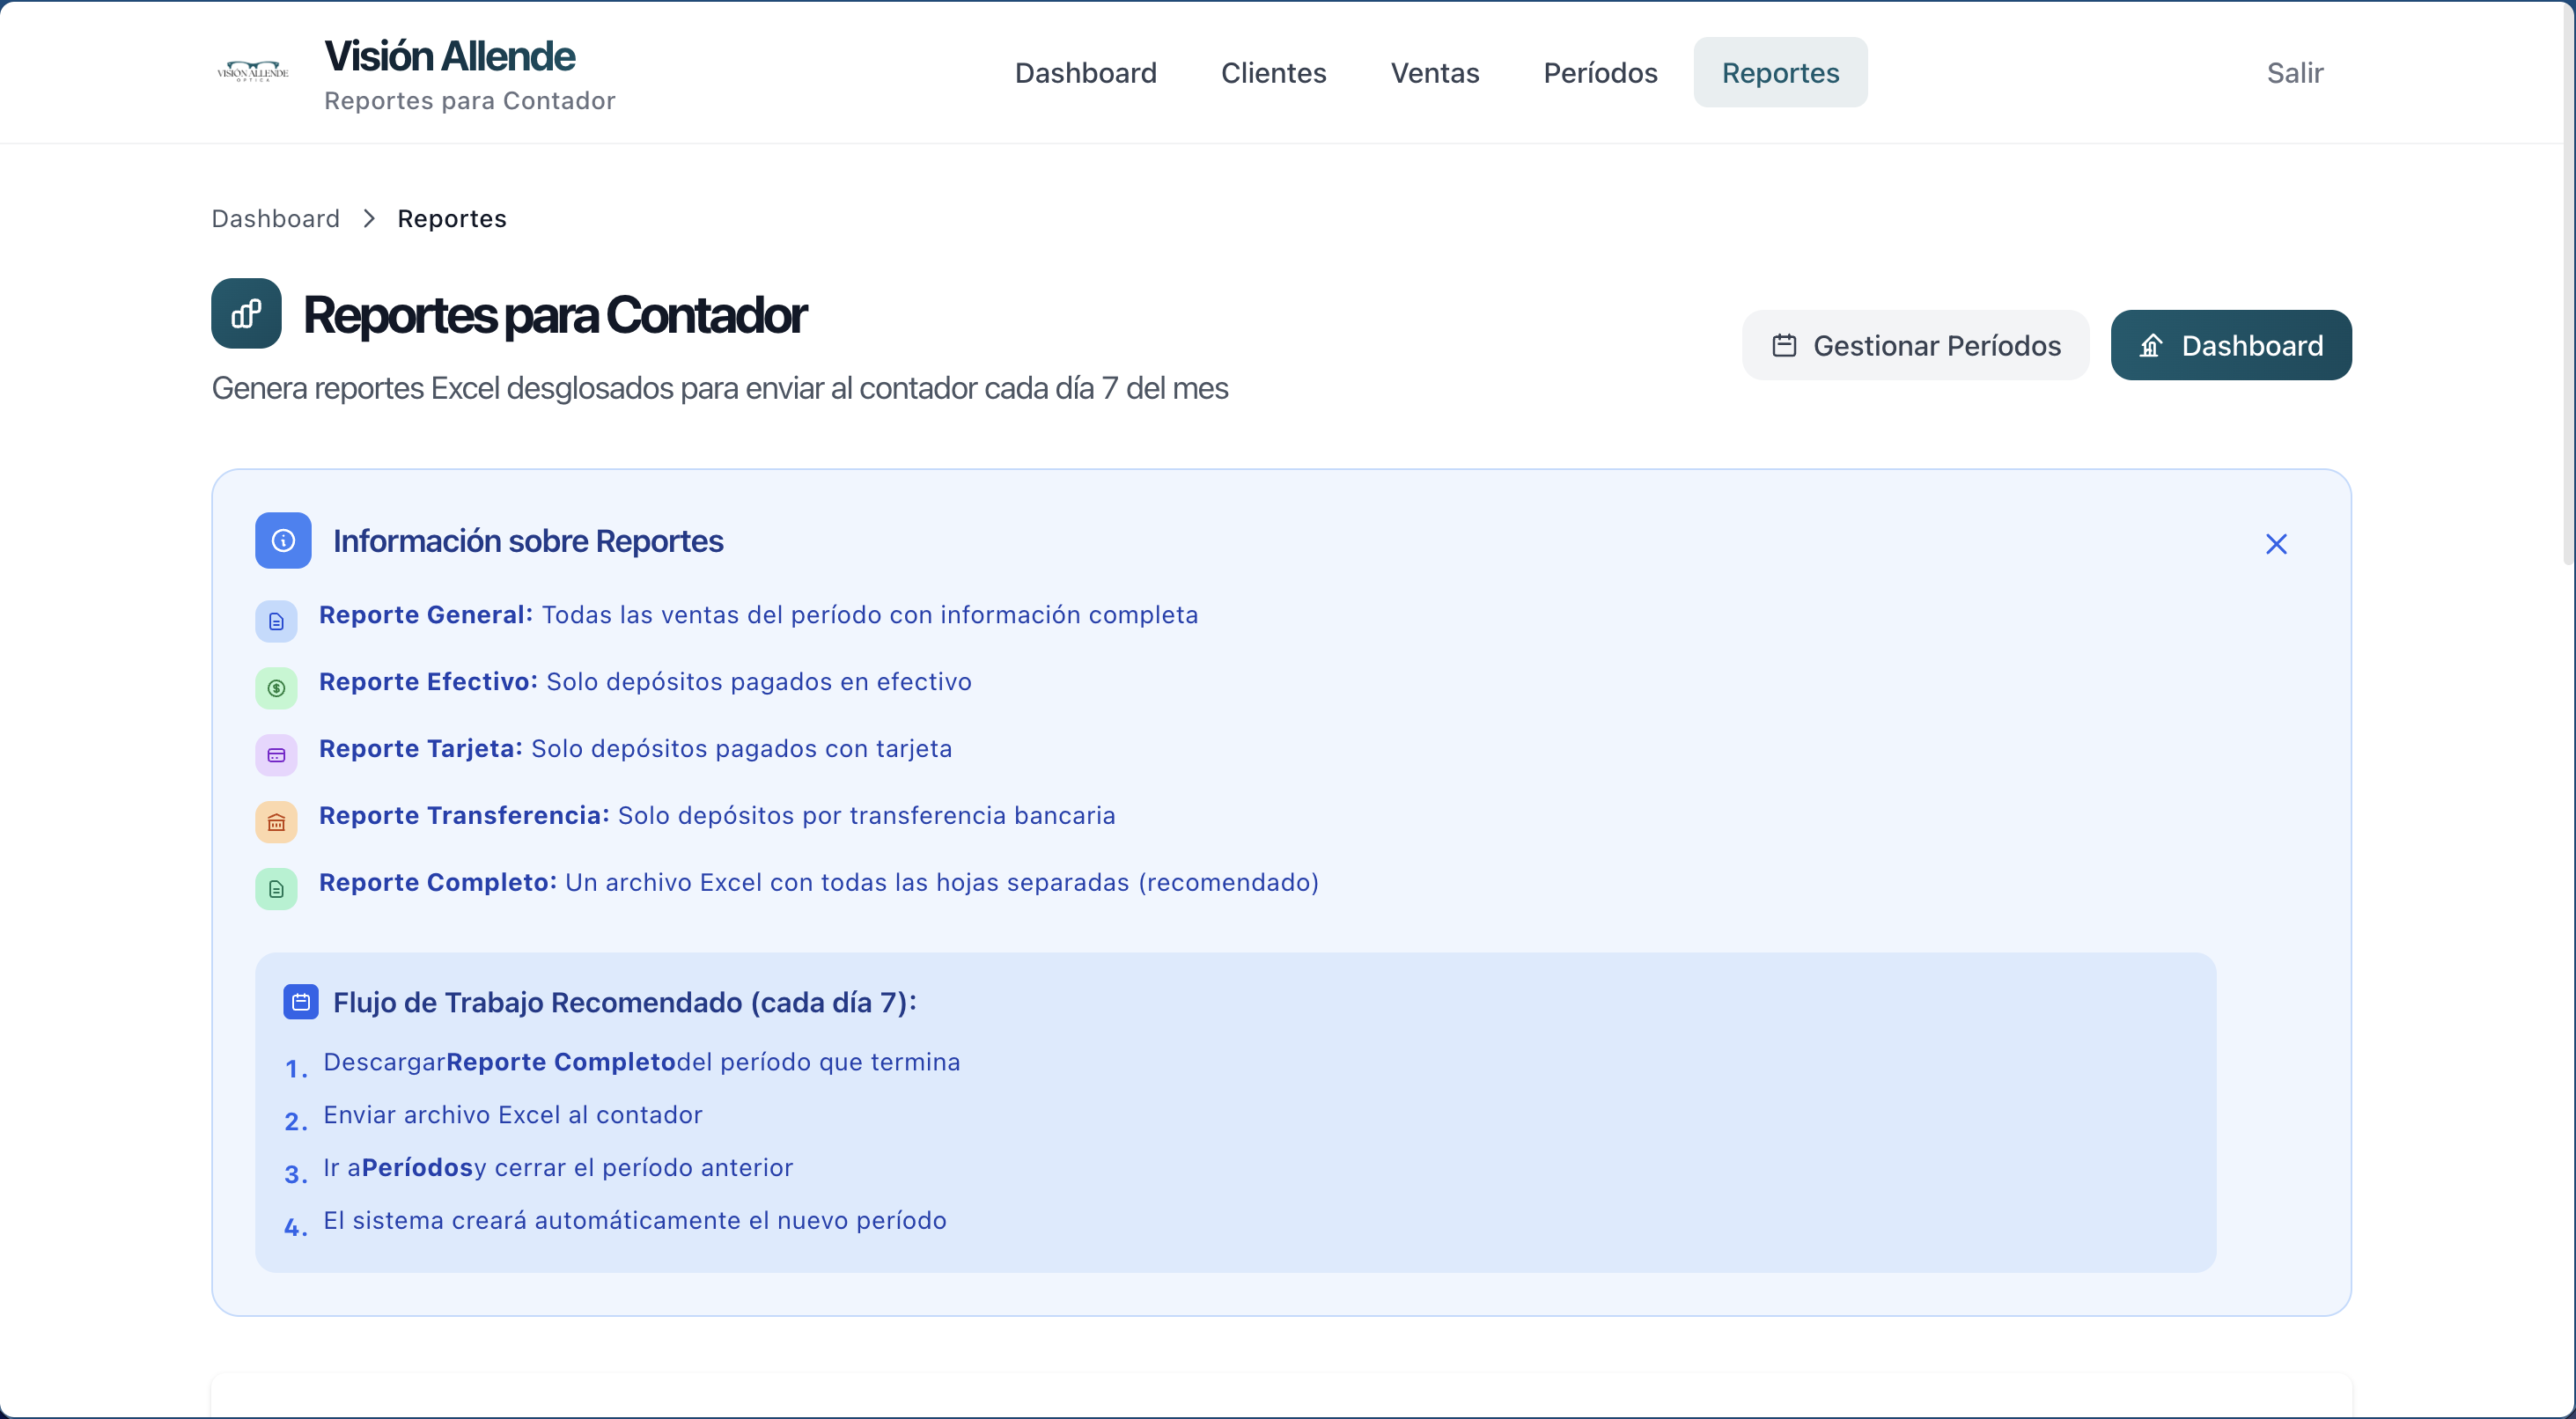 VISIÓN ALLENDE
OPTICA
Visión Allende
Reportes para Contador
Dashboard
Clientes
Ventas
Períodos
Reportes
Salir
Dashboard > Reportes
Reportes para Contador
Genera reportes Excel desglosados para enviar al contador cada día 7 del mes
Gestionar Períodos
Dashboard
Información sobre Reportes
Reporte General: Todas las ventas del período con información completa
Reporte Efectivo: Solo depósitos pagados en efectivo
Reporte Tarjeta: Solo depósitos pagados con tarjeta
Reporte Transferencia: Solo depósitos por transferencia bancaria
Reporte Completo: Un archivo Excel con todas las hojas separadas (recomendado)
Flujo de Trabajo Recomendado (cada día 7):
1. DescargarReporte Completodel período que termina
2. Enviar archivo Excel al contador
3. Ir aPeríodosy cerrar el período anterior
4. El sistema creará automáticamente el nuevo período